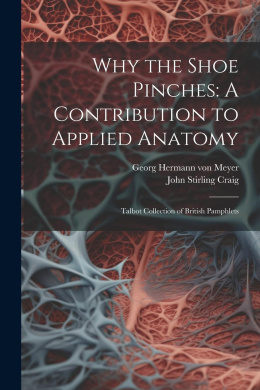 Why the Shoe
Pinches: A
Contribution to
Applied Anatomy
Georg Hermann von Meyer
John Stirling Craig
Talbot Collection of British Pamphlets